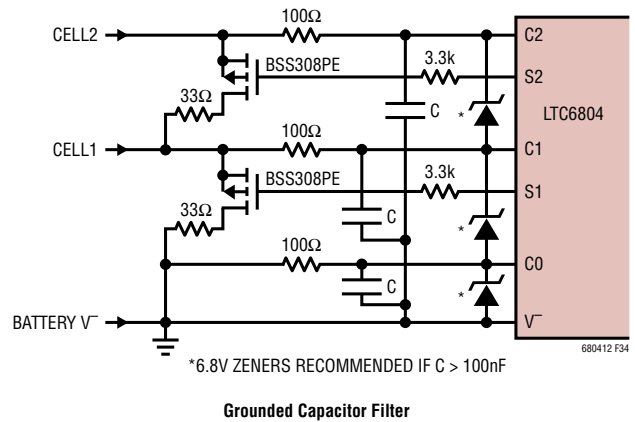 100Ω
CELL2
C2
BSS308PE
3.3k
S2
33Ω
C
*
LTC6804
100Ω
CELL1
C1
BSS308PE
3.3k
S1
33Ω
C
*
100Ω
C0
C
*
BATTERY V–
V–
680412 F34
*6.8V ZENERS RECOMMENDED IF C > 100nF
Grounded Capacitor Filter